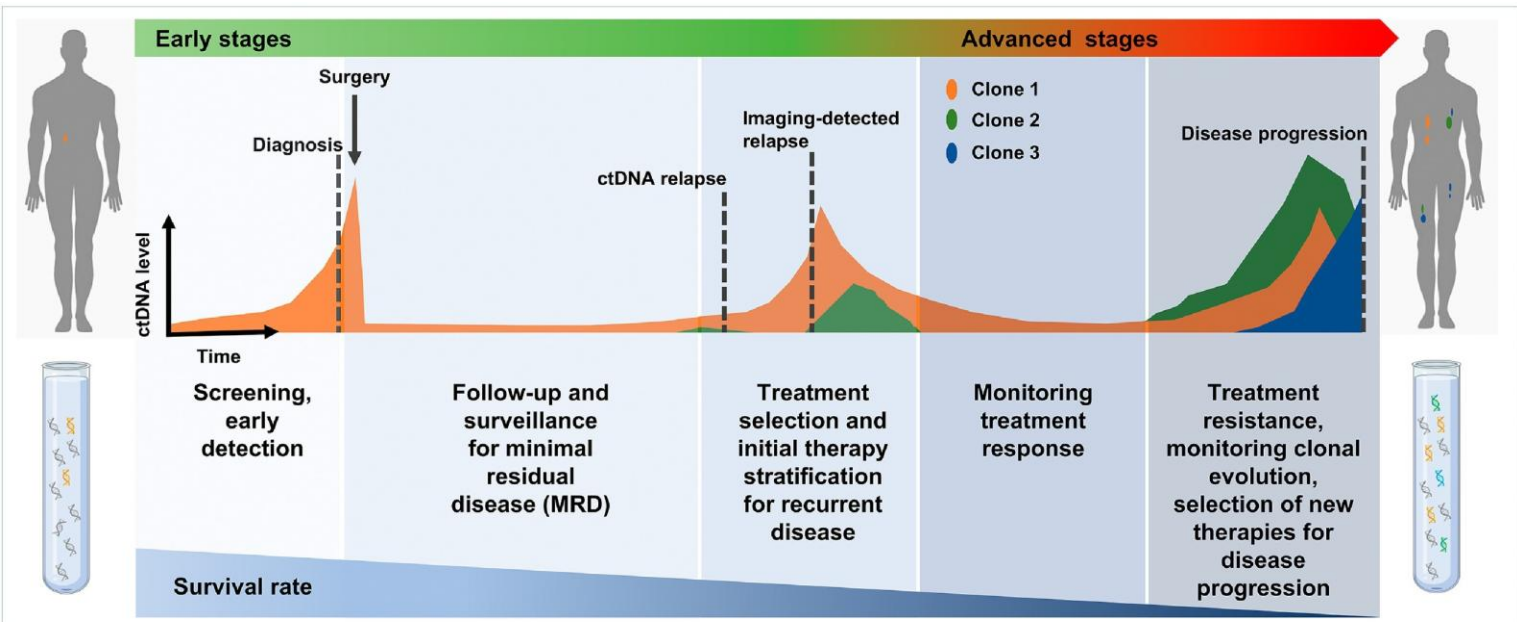 Early stages
Advanced stages
Surgery
Diagnosis
ctDNA relapse
Imaging-detected
relapse
Clone 1
Clone 2
Clone 3
Disease progression
ctDNA level
Time
Screening,
early
detection
Follow-up and
surveillance
for minimal
residual
disease (MRD)
Treatment
selection and
initial therapy
stratification
for recurrent
disease
Monitoring
treatment
response
Treatment
resistance,
monitoring clonal
evolution,
selection of new
therapies for
disease
progression
Survival rate